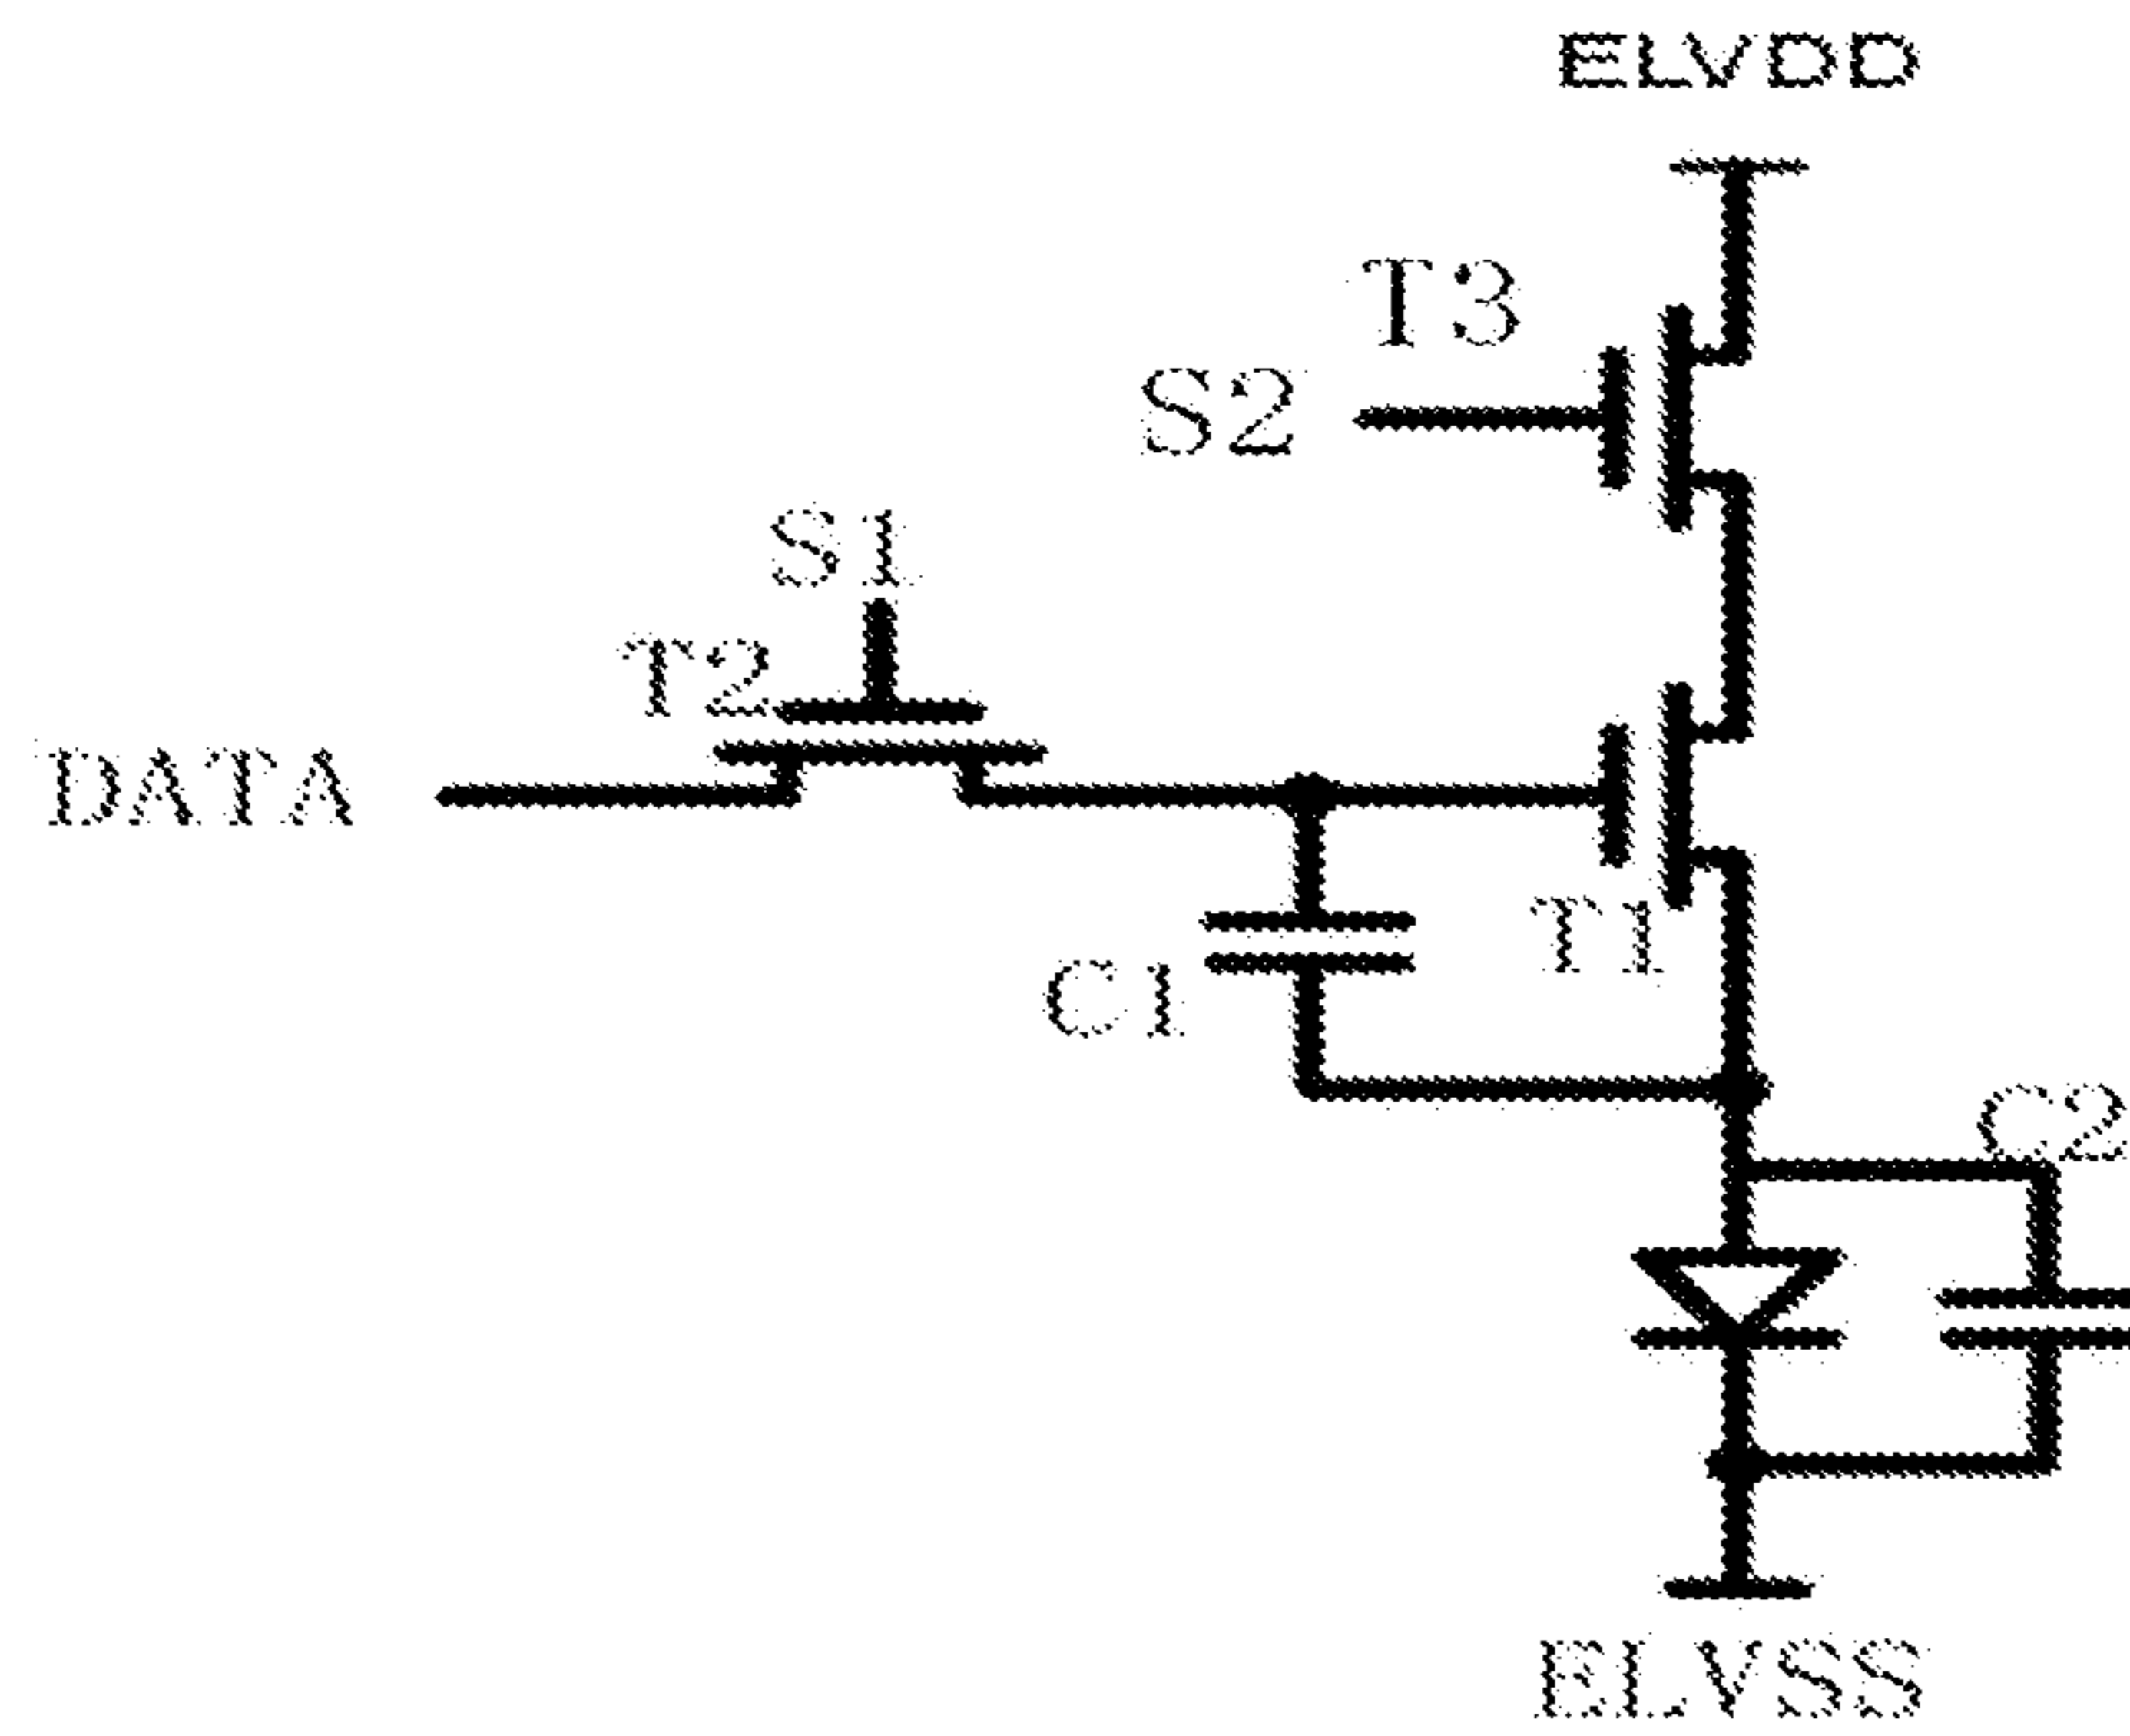 ELVDD
T3
S2
S1
T2
DATA
T1
C1
C2
ELVSS